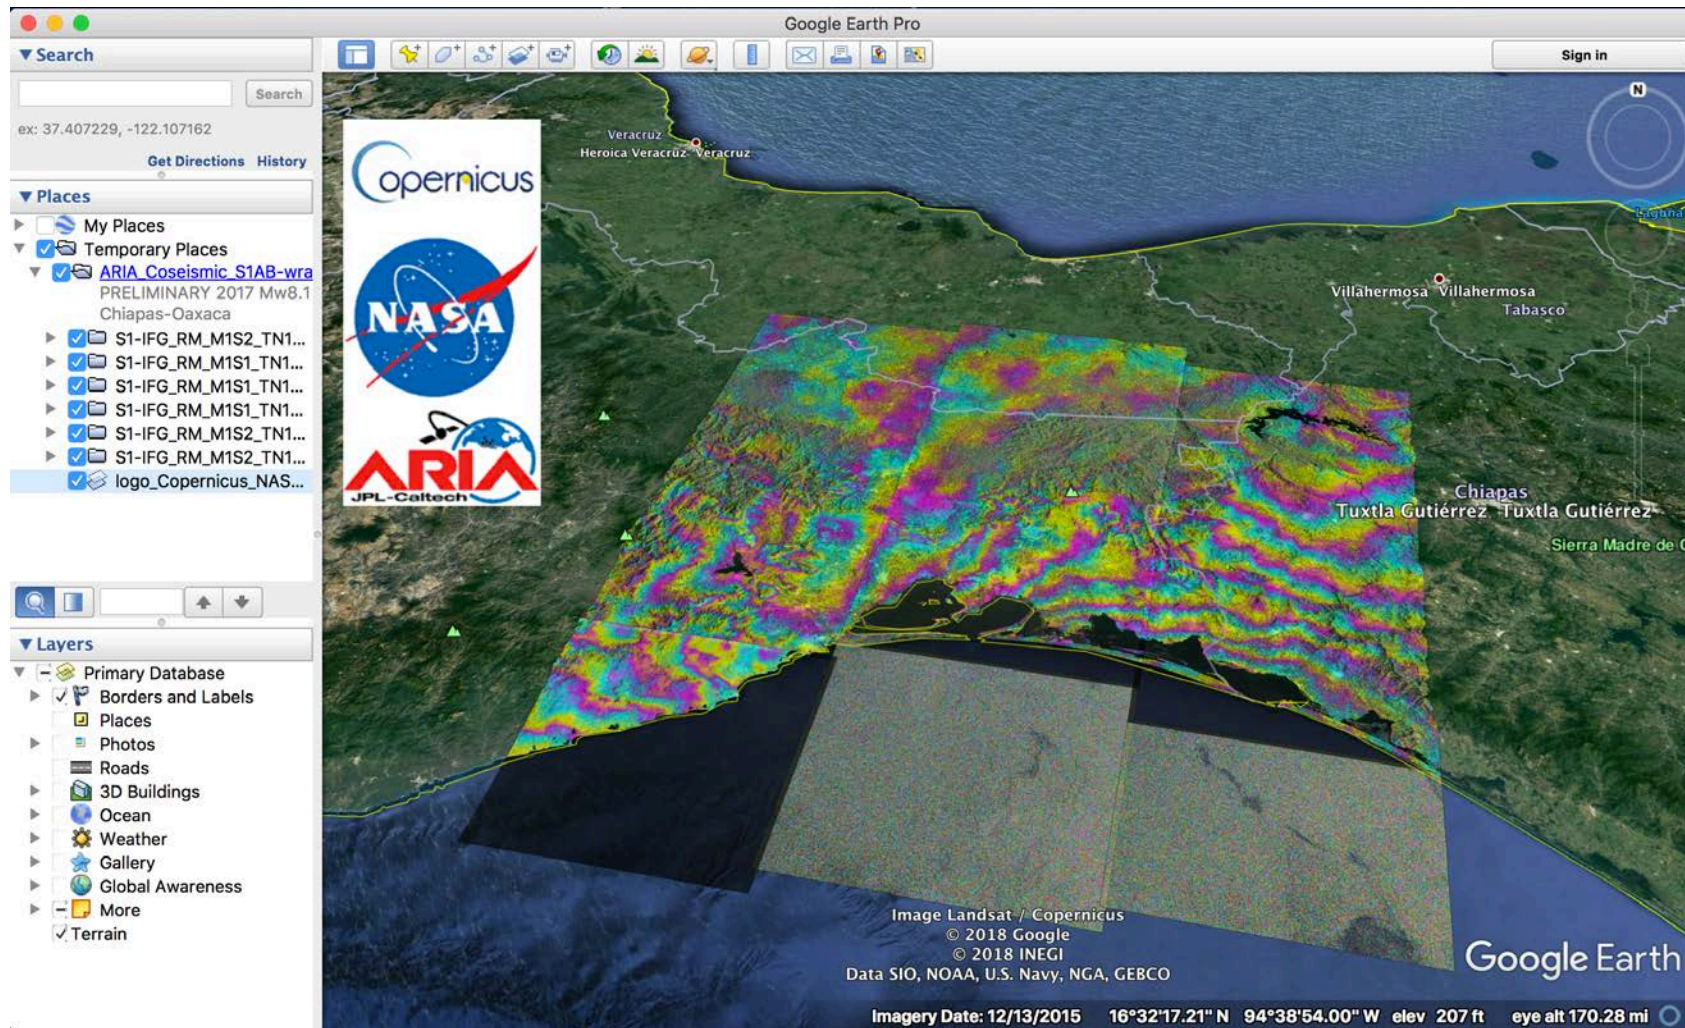 Google Earth Pro
Search
Search
ex: 37.407229, -122.107162
Get Directions History
Places
My Places
Temporary Places
ARIA_Coseismic_S1AB-wra
PRELIMINARY 2017 Mw8.1
Chiapas-Oaxaca
S1-IFG_RM_M1S2_TN1...
S1-IFG_RM_M1S1_TN1...
S1-IFG_RM_M1S1_TN1...
S1-IFG_RM_M1S1_TN1...
S1-IFG_RM_M1S2_TN1...
S1-IFG_RM_M1S2_TN1...
logo_Copernicus_NAS...
Layers
Primary Database
Borders and Labels
Places
Photos
Roads
3D Buildings
Ocean
Weather
Gallery
Global Awareness
More
Terrain
Sign in
N
Copernicus
NASA
ARIA
JPL-Caltech
Veracruz
Heroica Veracruz Veracruz
Laguna
Villahermosa Villahermosa
Tabasco
Chiapas
Tuxtla Gutiérrez Tuxtla Gutiérrez
Sierra Madre de C
Image Landsat / Copernicus
© 2018 Google
© 2018 INEGI
Data SIO, NOAA, U.S. Navy, NGA, GEBCO
Google Earth
Imagery Date: 12/13/2015 16°32'17.21" N 94°38'54.00" W elev 207 ft eye alt 170.28 mi